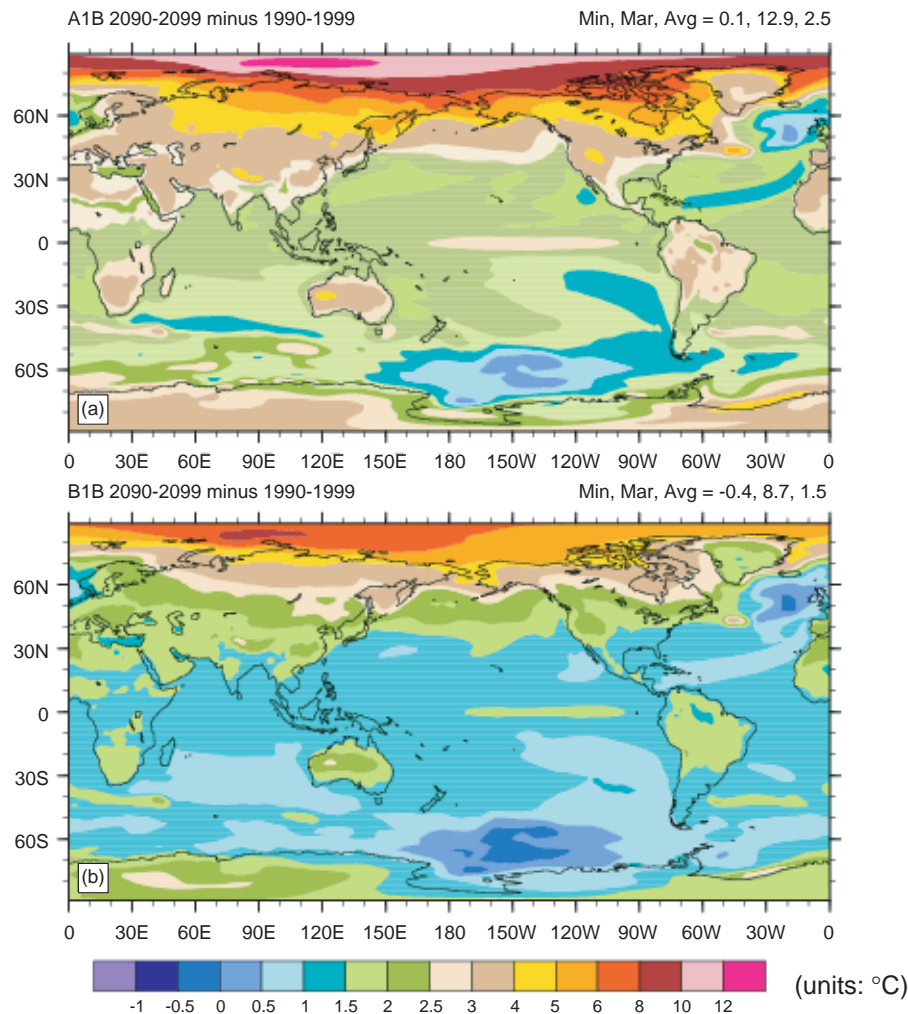 A1B 2090-2099 minus 1990-1999 Min, Mar, Avg = 0.1, 12.9, 2.5
60N
30N
0
30S
60S
(a)
0 30E 60E 90E 120E 150E 180 150W 120W 90W 60W 30W 0
B1B 2090-2099 minus 1990-1999 Min, Mar, Avg = -0.4, 8.7, 1.5
60N
30N
0
30S
60S
(b)
0 30E 60E 90E 120E 150E 180 150W 120W 90W 60W 30W 0
-1 -0.5 0 0.5 1 1.5 2 2.5 3 4 5 6 8 10 12 (units: °C)